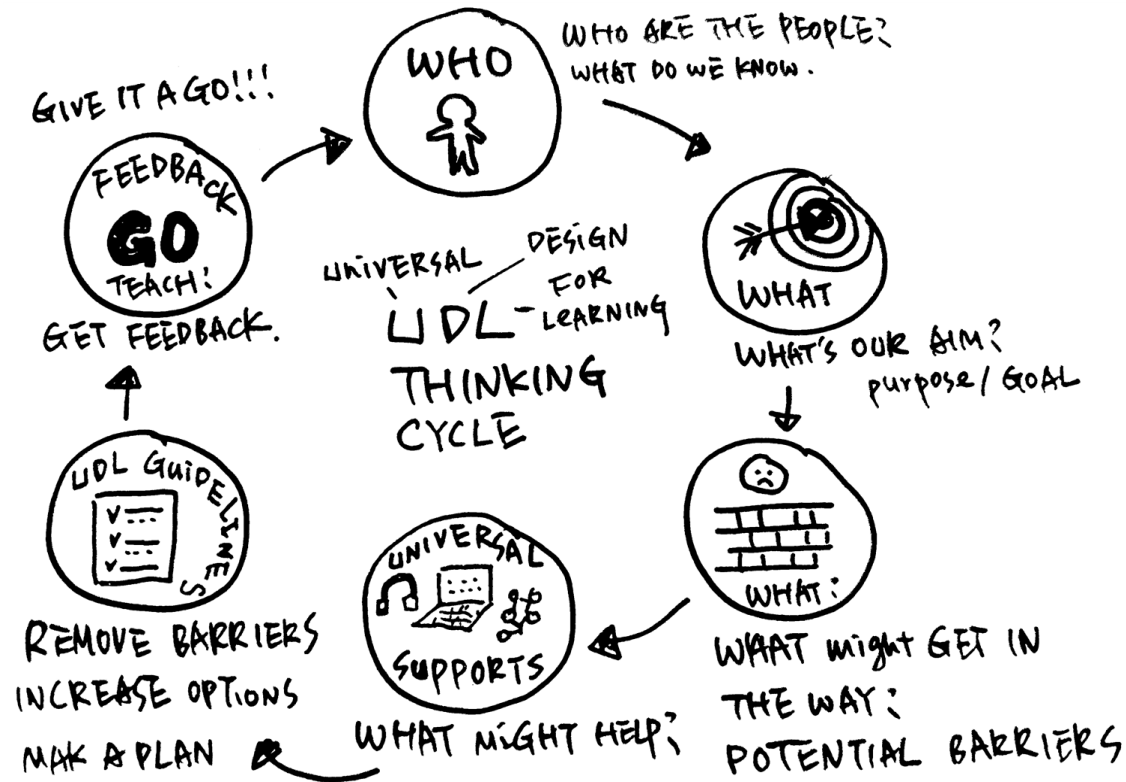 WHO
WHO ARE THE PEOPLE?
WHAT DO WE KNOW.
WHAT
WHAT'S OUR AIM?
purpose/GOAL
WHAT?
WHAT might GET IN
THE WAY?
POTENTIAL BARRIERS
UNIVERSAL
SUPPORTS
WHAT MiGHT HELP?
UDL GuiDELINES
REMOVE BARRIERS
INCREASE OPTIONS
MAK A PLAN
GIVE IT A GO!!!
FEEDBACK
GO
TEACH!
GET FEEDBACK.
UNIVERSAL
DESIGN
FOR
LEARNING
UDL
THINKING
CYCLE